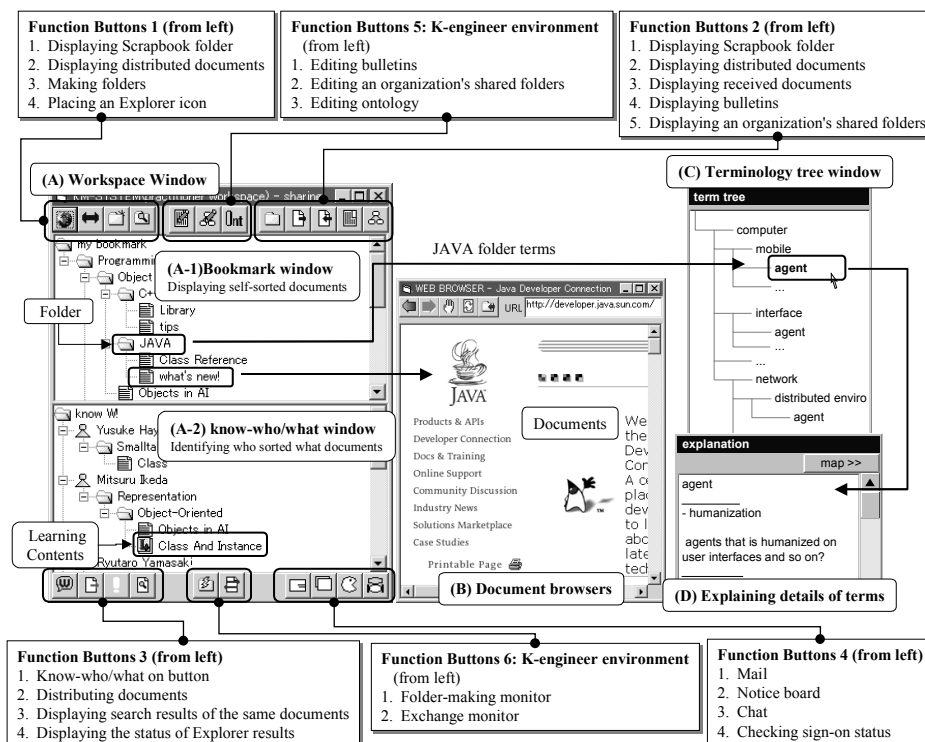 Function Buttons 1 (from left)
1. Displaying Scrapbook folder
2. Displaying distributed documents
3. Making folders
4. Placing an Explorer icon
Function Buttons 5: K-engineer environment
(from left)
1. Editing bulletins
2. Editing an organization's shared folders
3. Editing ontology
Function Buttons 2 (from left)
1. Displaying Scrapbook folder
2. Displaying distributed documents
3. Displaying received documents
4. Displaying bulletins
5. Displaying an organization's shared folders
(A) Workspace Window
sharing
Ont
my bookmark
Programmi
Object
C+
Library
tips
JAVA
Class Reference
what's new!
Objects in AI
(A-1)Bookmark window
Displaying self-sorted documents
Folder
know W!
Yusuke Hay
Smallta
Class
Mitsuru Ikeda
Representation
Object-Oriented
Objects in AI
Class And Instance
Ryutaro Yamasaki
(A-2) know-who/what window
Identifying who sorted what documents
Learning
Contents
JAVA folder terms
WEB BROWSER - Java Developer Connection
URL http://developer.java.sun.com/
JAVA
Products & APIs
Developer Connection
Docs & Training
Online Support
Community Discussion
Industry News
Solutions Marketplace
Case Studies
Printable Page
Documents
We
the
Dev
Cor
A ce
plac
dev
to l
abc
late
tech
(B) Document browsers
(C) Terminology tree window
term tree
computer
mobile
agent
...
interface
agent
...
...
network
distributed enviro
agent
explanation
map >>
agent
- humanization
agents that is humanized on
user interfaces and so on?
(D) Explaining details of terms
Function Buttons 3 (from left)
1. Know-who/what on button
2. Distributing documents
3. Displaying search results of the same documents
4. Displaying the status of Explorer results
Function Buttons 6: K-engineer environment
(from left)
1. Folder-making monitor
2. Exchange monitor
Function Buttons 4 (from left)
1. Mail
2. Notice board
3. Chat
4. Checking sign-on status